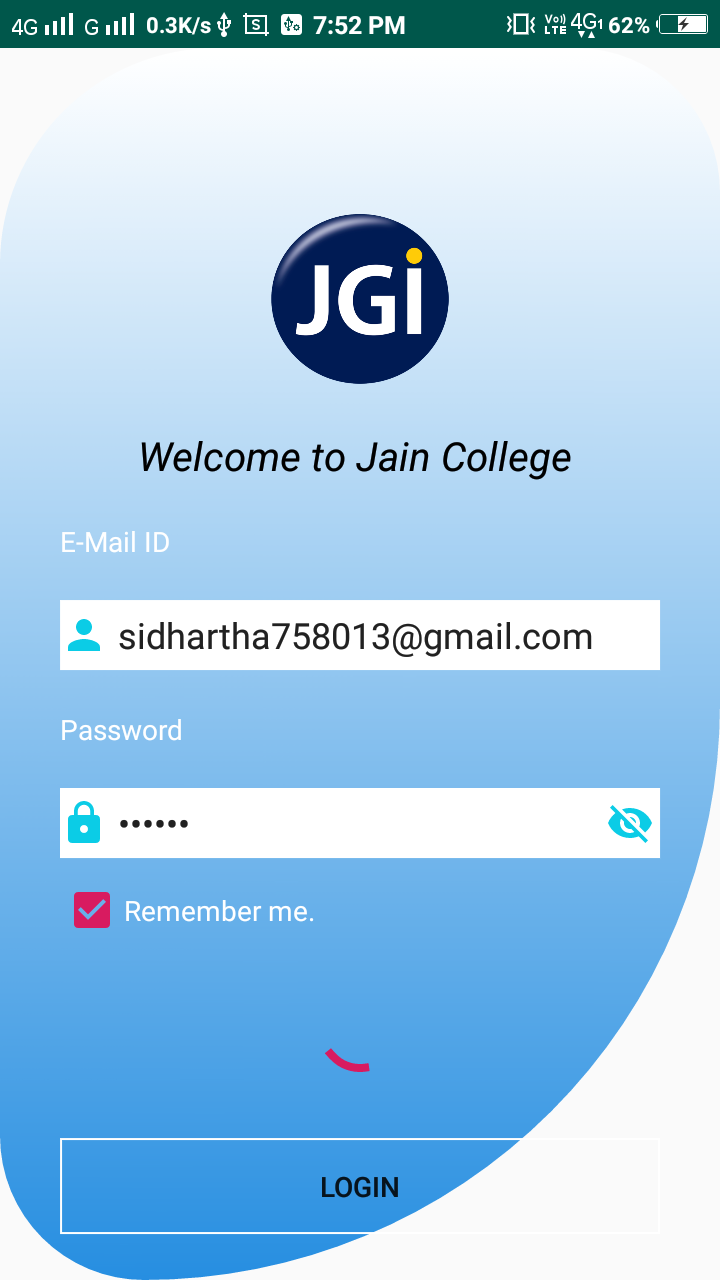 4G G 0.3K/s S 7:52 PM Vo)) LTE 4G1 62%
JGi
Welcome to Jain College
E-Mail ID
sidhartha758013@gmail.com
Password
••••••
Remember me.
LOGIN